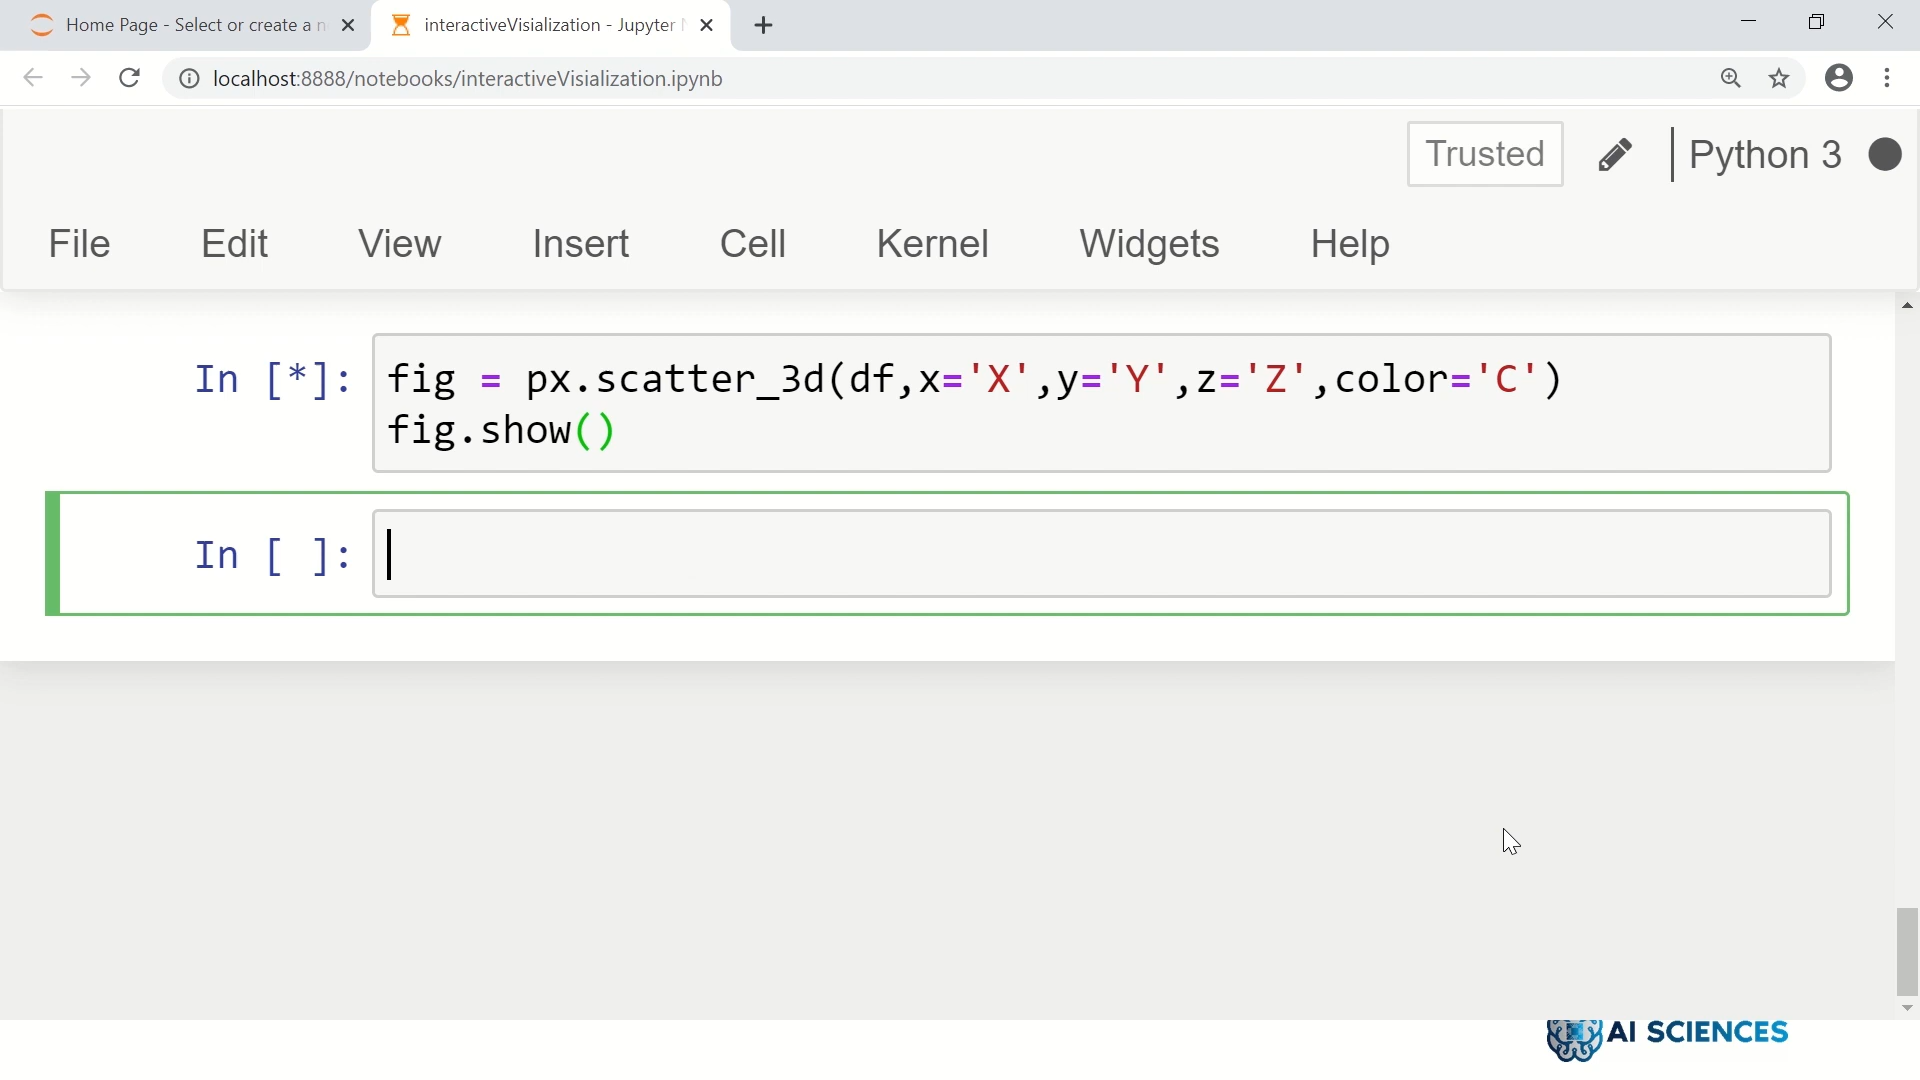 Home Page - Select or create a n
interactiveVisialization - Jupyter
localhost:8888/notebooks/interactiveVisialization.ipynb
Trusted
Python 3
File Edit View Insert Cell Kernel Widgets Help
In [*]: fig = px.scatter_3d(df,x='X',y='Y',z='Z',color='C')
fig.show()
In [ ]:
AI SCIENCES